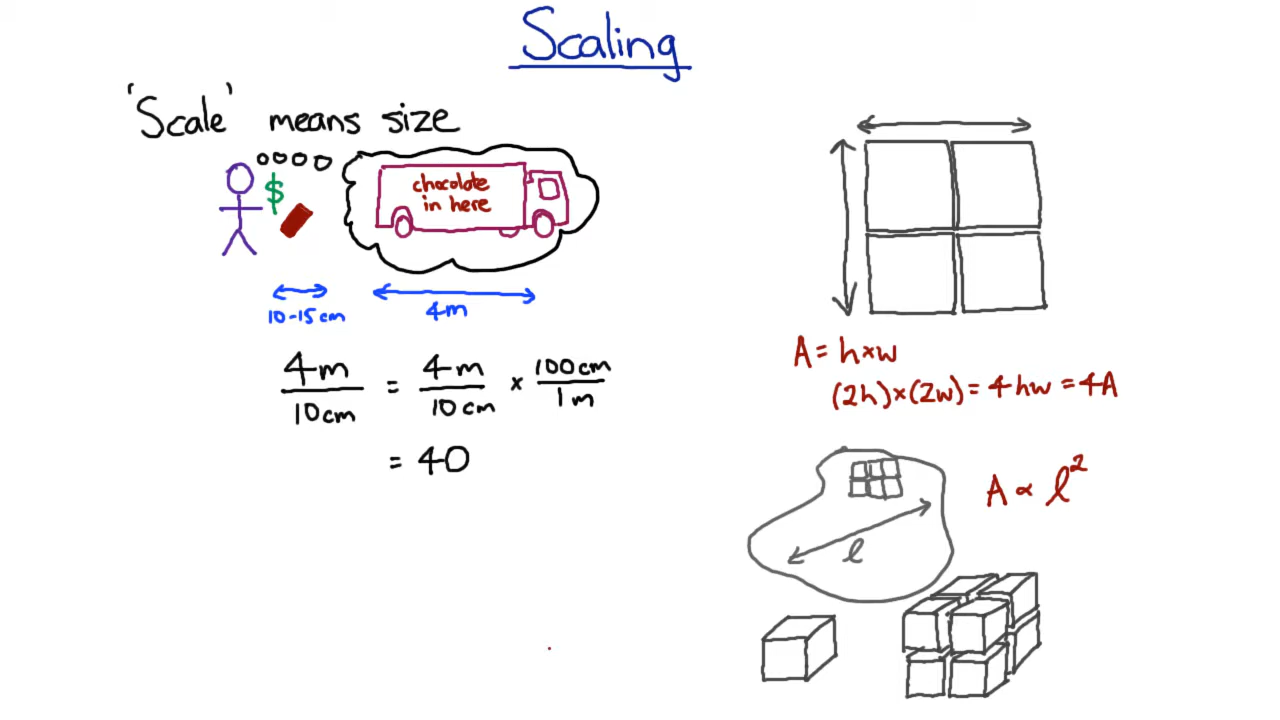 Scaling
'Scale' means size
$
chocolate
in here
10-15cm
4m
4m/10cm = 4m/10cm × 100cm/1m
= 40
A = h×w
(2h)×(2w) = 4hw = 4A
A ∝ l²
l